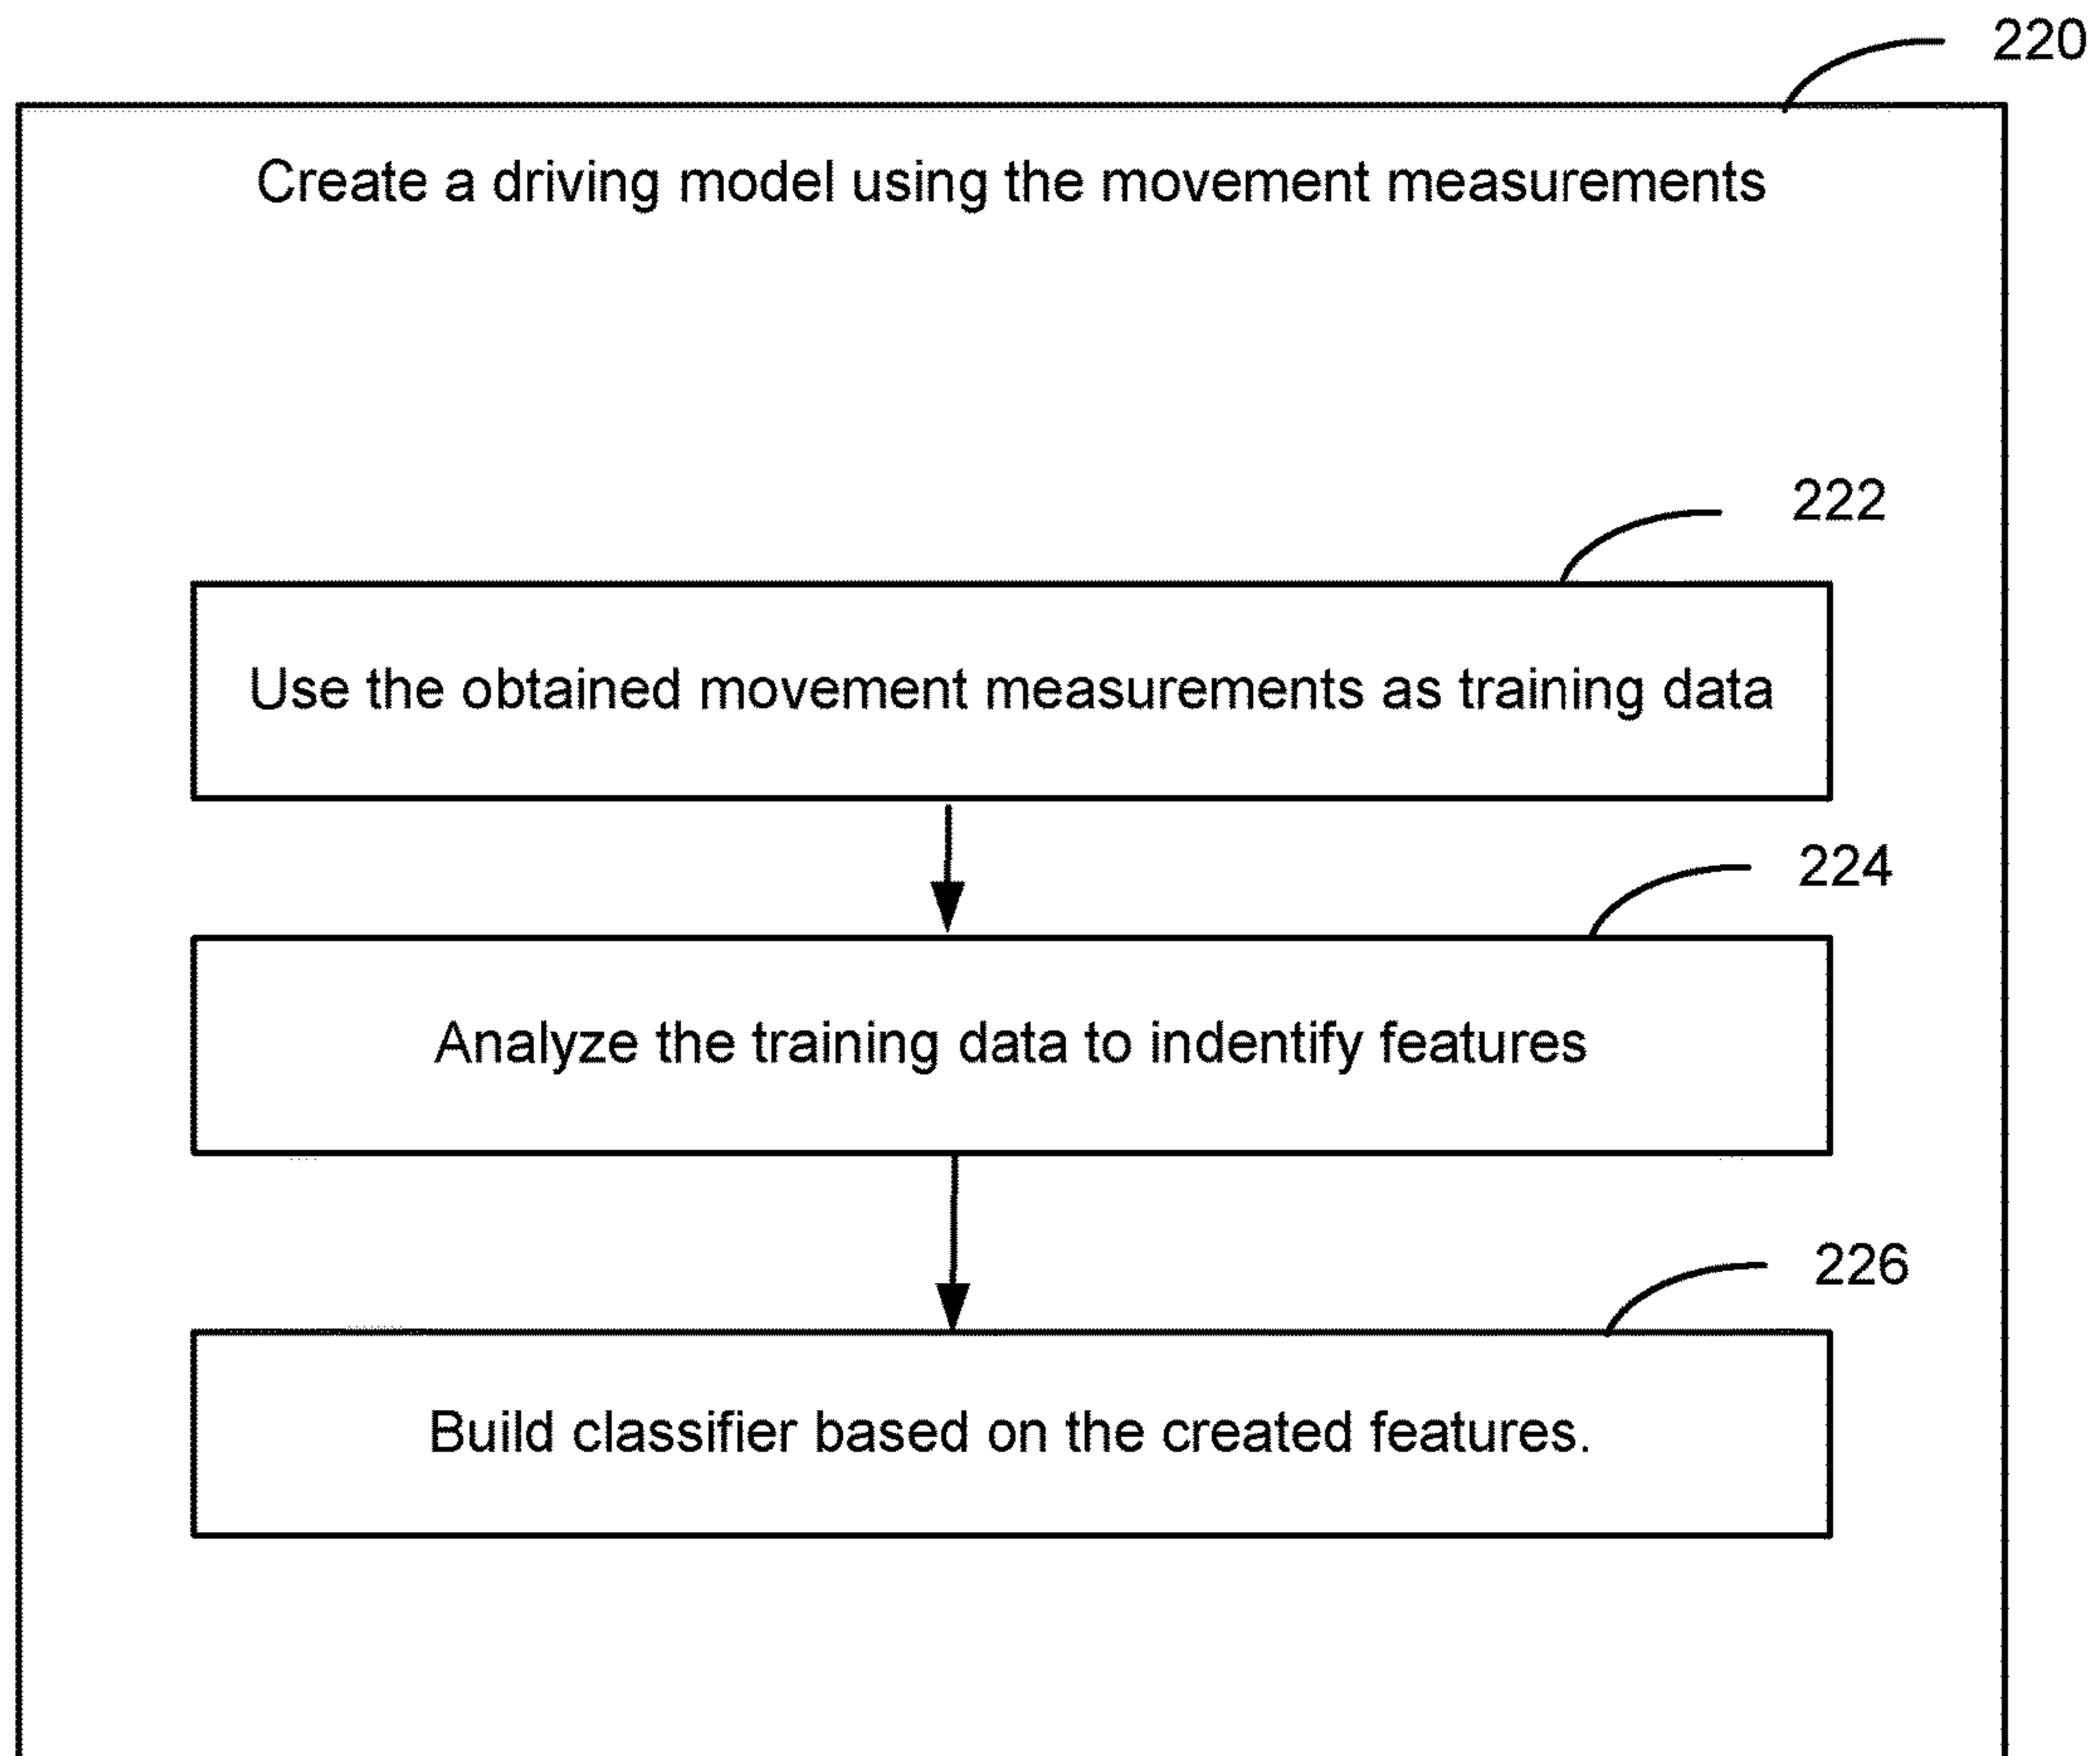 220
Create a driving model using the movement measurements
222
Use the obtained movement measurements as training data
224
Analyze the training data to indentify features
226
Build classifier based on the created features.